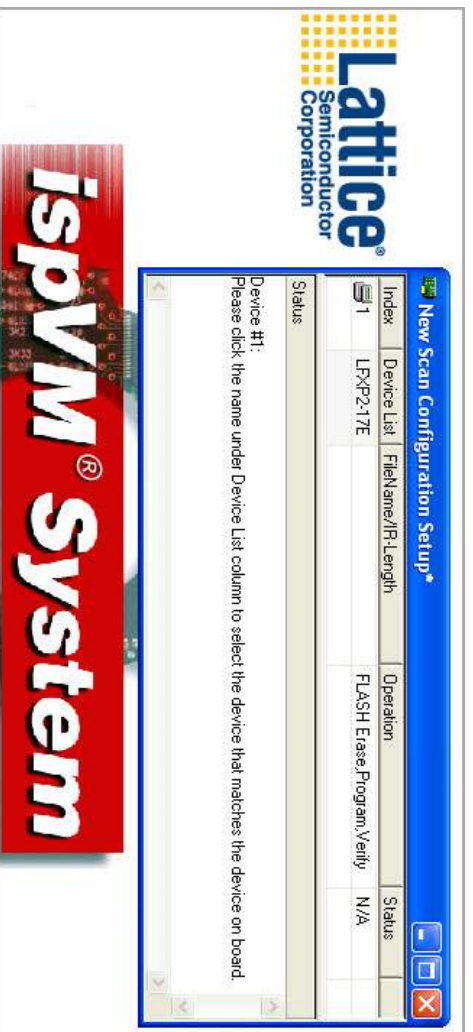 Lattice®
Semiconductor
Corporation
New Scan Configuration Setup*
Index Device List FileName/IR-Length Operation Status
1 LFXP2-17E FLASH Erase,Program,Verify N/A
Status
Device #1:
Please click the name under Device List column to select the device that matches the device on board.
ispVM® System